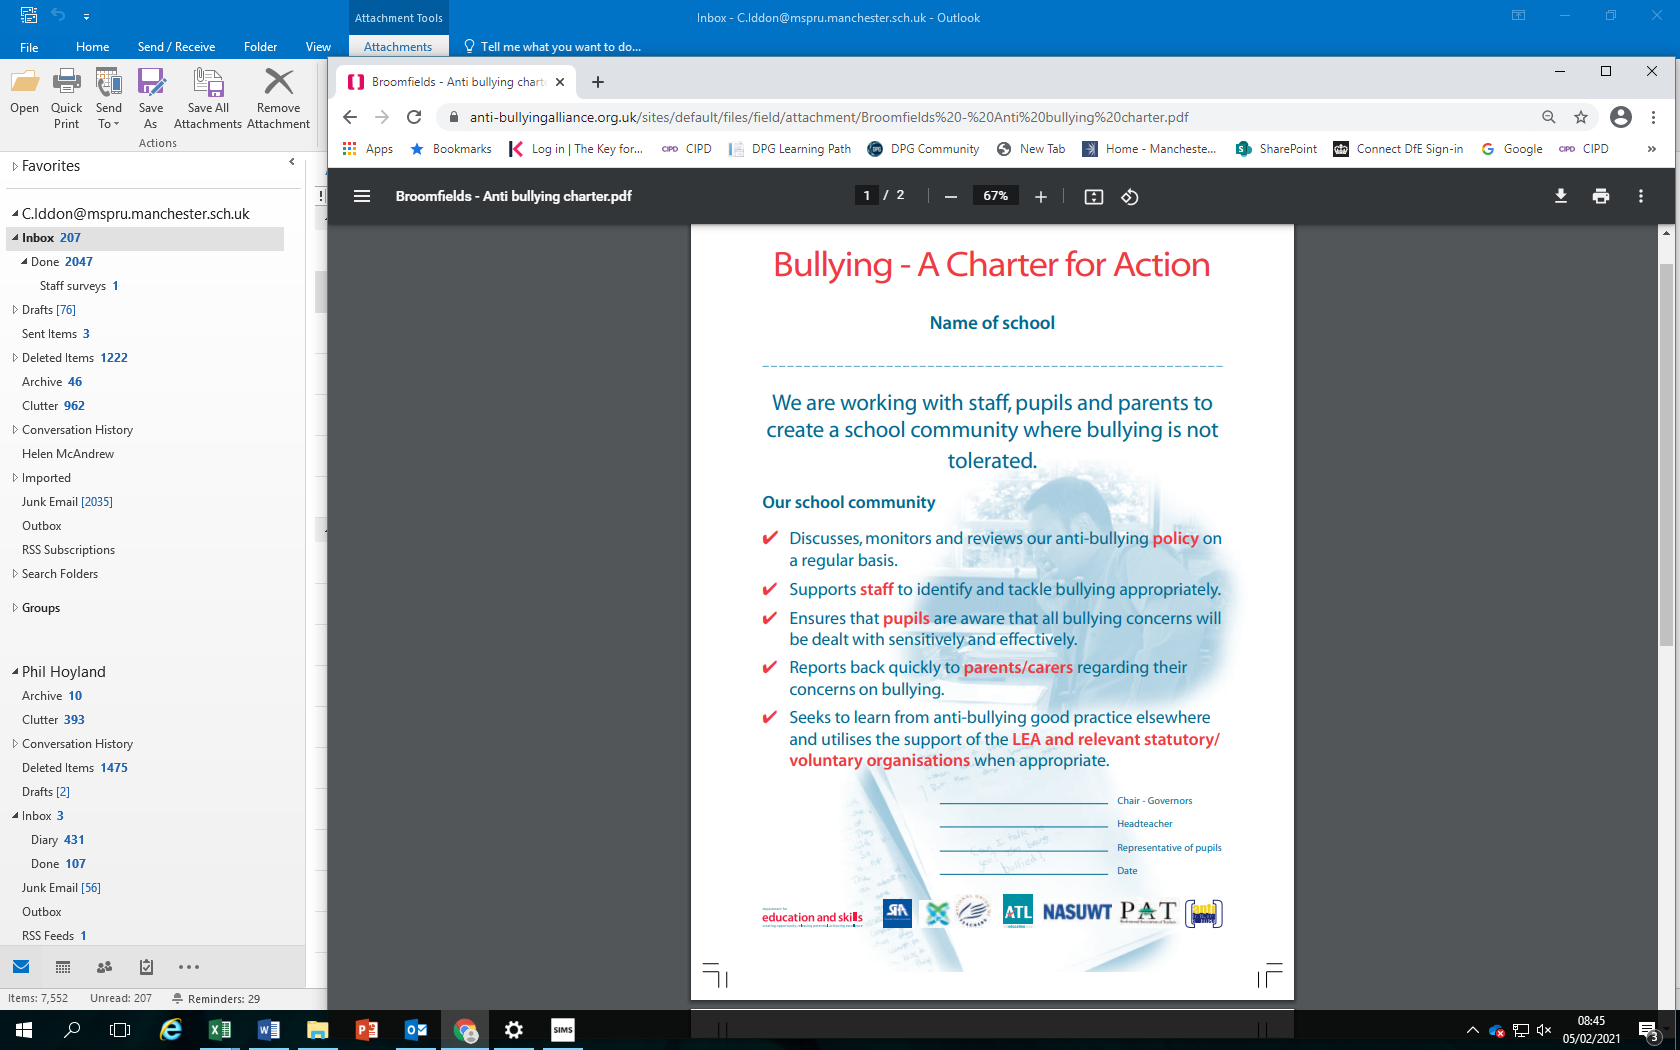 Attachment Tools
Inbox - C.Iddon@mspru.manchester.sch.uk - Outlook
File
Home
Send / Receive
Folder
View
Attachments
Tell me what you want to do...
Open
Quick
Print
Send
To
Save
As
Save All
Attachments
Remove
Attachment
Actions
Favorites
C.Iddon@mspru.manchester.sch.uk
Inbox 207
Done 2047
Staff surveys 1
Drafts [76]
Sent Items 3
Deleted Items 1222
Archive 46
Clutter 962
Conversation History
Helen McAndrew
Imported
Junk Email [2035]
Outbox
RSS Subscriptions
Search Folders
Groups
Phil Hoyland
Archive 10
Clutter 393
Conversation History
Deleted Items 1475
Drafts [2]
Inbox 3
Diary 431
Done 107
Junk Email [56]
Outbox
RSS Feeds 1
Items: 7,552 Unread: 207 Reminders: 29
Broomfields - Anti bullying charte
anti-bullyingalliance.org.uk/sites/default/files/field/attachment/Broomfields%20-%20Anti%20bullying%20charter.pdf
Apps Bookmarks Log in | The Key for... CIPD DPG Learning Path DPG Community New Tab Home - Mancheste... SharePoint Connect DfE Sign-in Google CIPD »
Broomfields - Anti bullying charter.pdf
1 / 2
67%
Bullying - A Charter for Action
Name of school
We are working with staff, pupils and parents to
create a school community where bullying is not
tolerated.
Our school community
✔ Discusses, monitors and reviews our anti-bullying policy on
a regular basis.
✔ Supports staff to identify and tackle bullying appropriately.
✔ Ensures that pupils are aware that all bullying concerns will
be dealt with sensitively and effectively.
✔ Reports back quickly to parents/carers regarding their
concerns on bullying.
✔ Seeks to learn from anti-bullying good practice elsewhere
and utilises the support of the LEA and relevant statutory/
voluntary organisations when appropriate.
Chair - Governors
Headteacher
Representative of pupils
Date
education and skills
SHA
ATL
NASUWT
PAT
anti
SIMS
08:45
05/02/2021
3